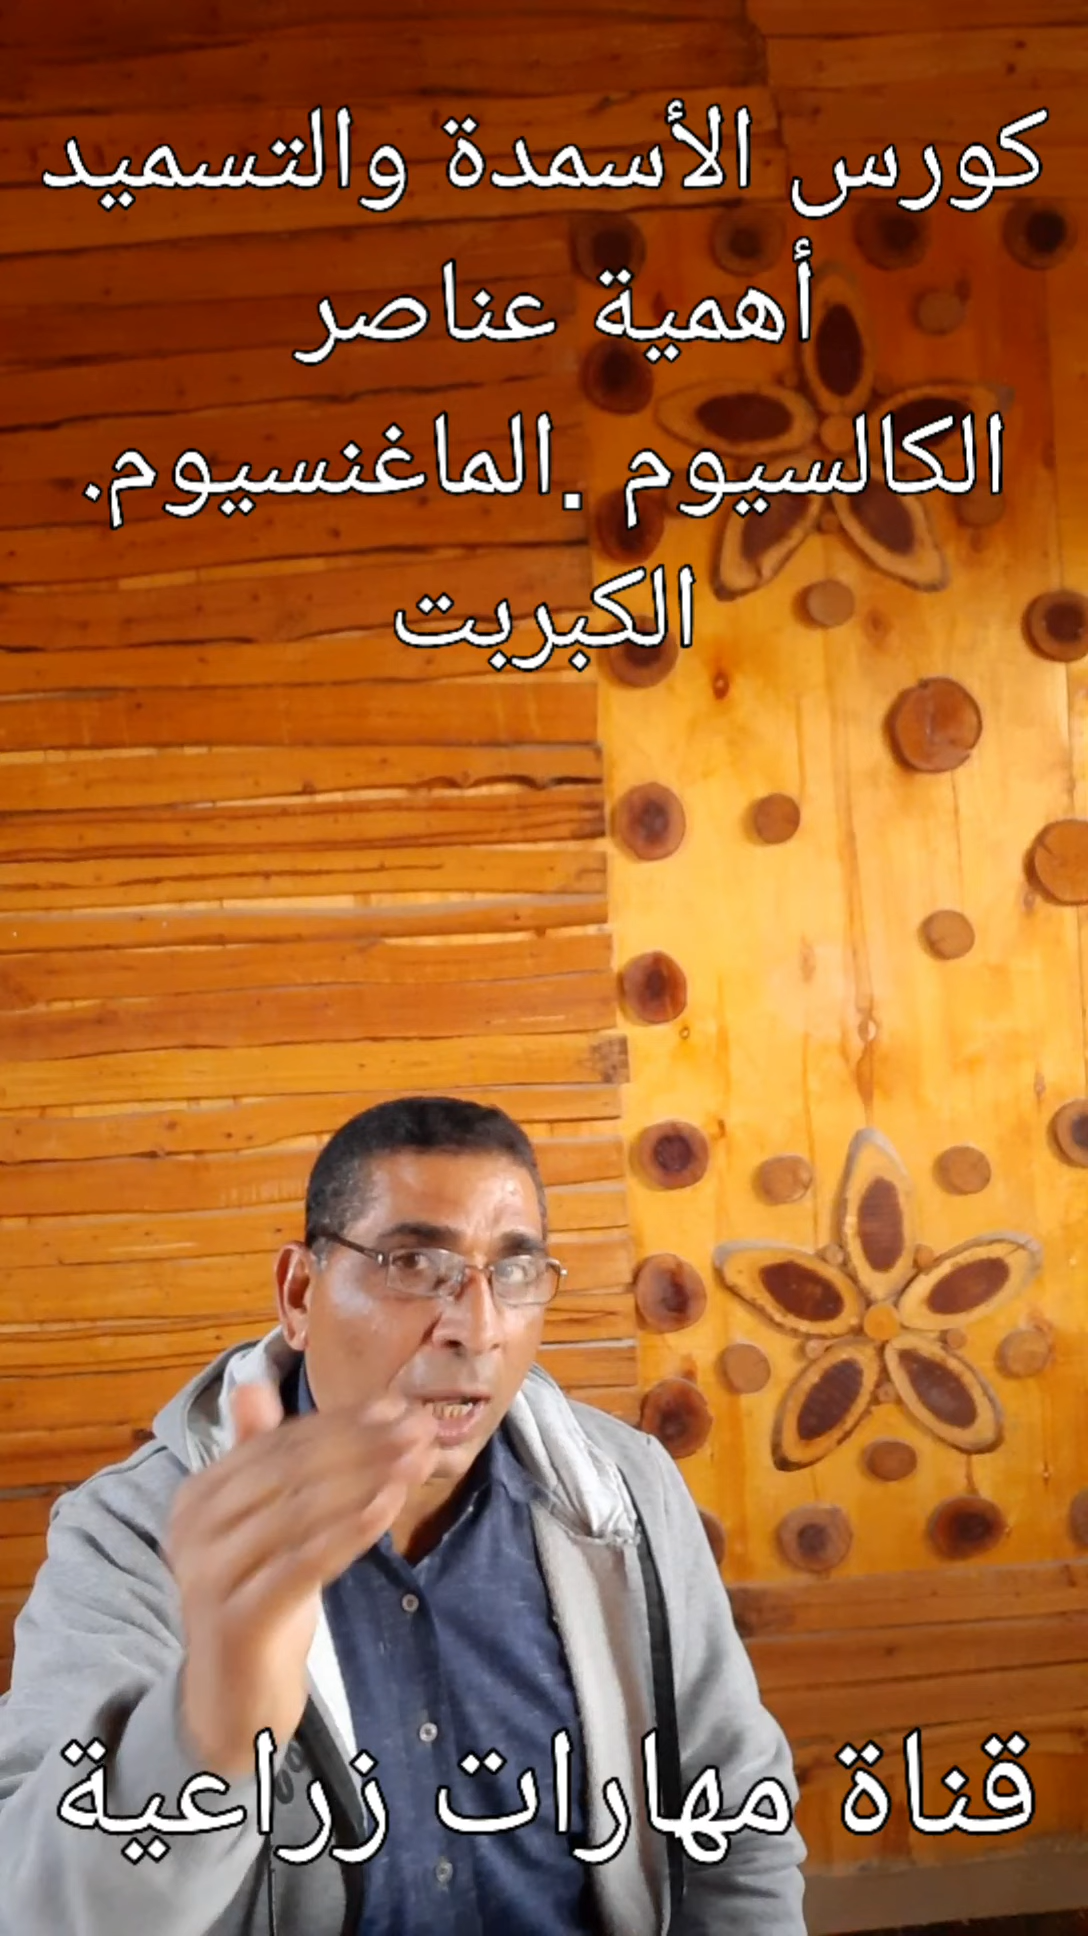 كورس الأسمدة والتسميد
أهمية عناصر
الكالسيوم .الماغنسيوم.
الكبربت
قناة مهارات زراعية